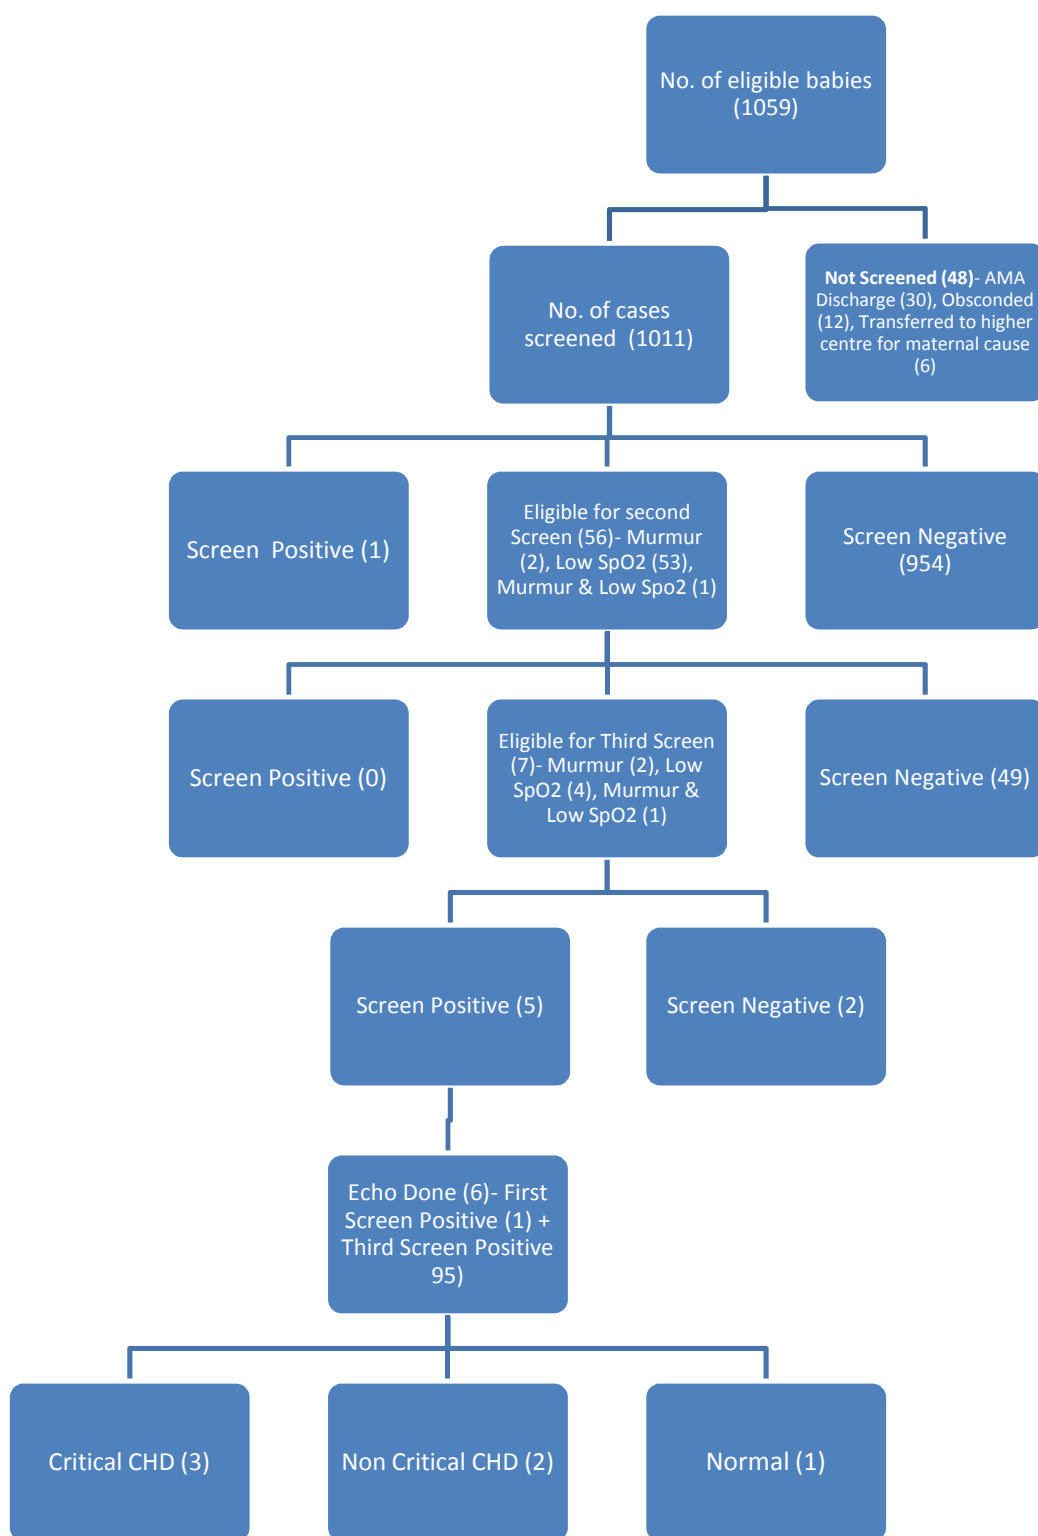 No. of eligible babies
(1059)
No. of cases
screened (1011)
Not Screened (48)- AMA
Discharge (30), Obsconded
(12), Transferred to higher
centre for maternal cause
(6)
Screen Positive (1)
Eligible for second
Screen (56)- Murmur
(2), Low SpO2 (53),
Murmur & Low Spo2 (1)
Screen Negative
(954)
Screen Positive (0)
Eligible for Third Screen
(7)- Murmur (2), Low
SpO2 (4), Murmur &
Low SpO2 (1)
Screen Negative (49)
Screen Positive (5)
Screen Negative (2)
Echo Done (6)- First
Screen Positive (1) +
Third Screen Positive
95)
Critical CHD (3)
Non Critical CHD (2)
Normal (1)